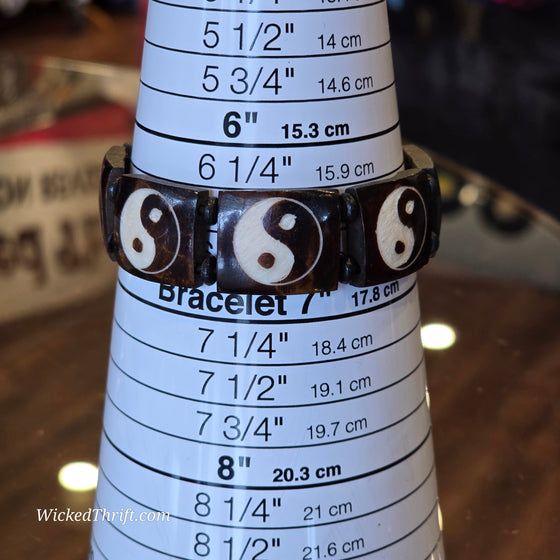 5 1/2" 14 cm
5 3/4" 14.6 cm
6" 15.3 cm
6 1/4" 15.9 cm
Bracelet 7" 17.8 cm
7 1/4" 18.4 cm
7 1/2" 19.1 cm
7 3/4" 19.7 cm
8" 20.3 cm
8 1/4" 21 cm
8 1/2" 21.6 cm
WickedThrift.com